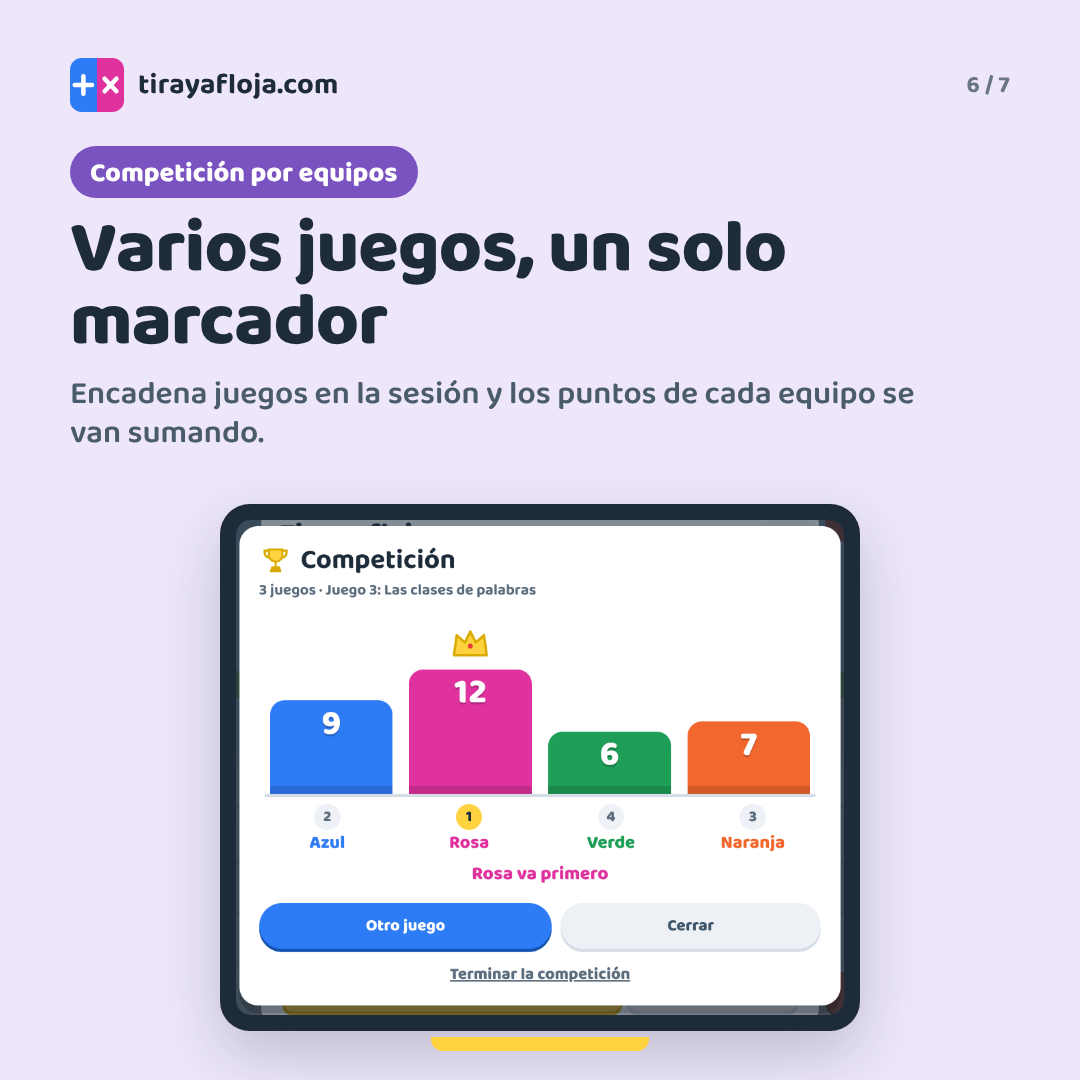 tirayafloja.com
6 / 7
Competición por equipos
Varios juegos, un solo
marcador
Encadena juegos en la sesión y los puntos de cada equipo se
van sumando.
Competición
3 juegos · Juego 3: Las clases de palabras
9
12
6
7
2
1
4
3
Azul
Rosa
Verde
Naranja
Rosa va primero
Otro juego
Cerrar
Terminar la competición